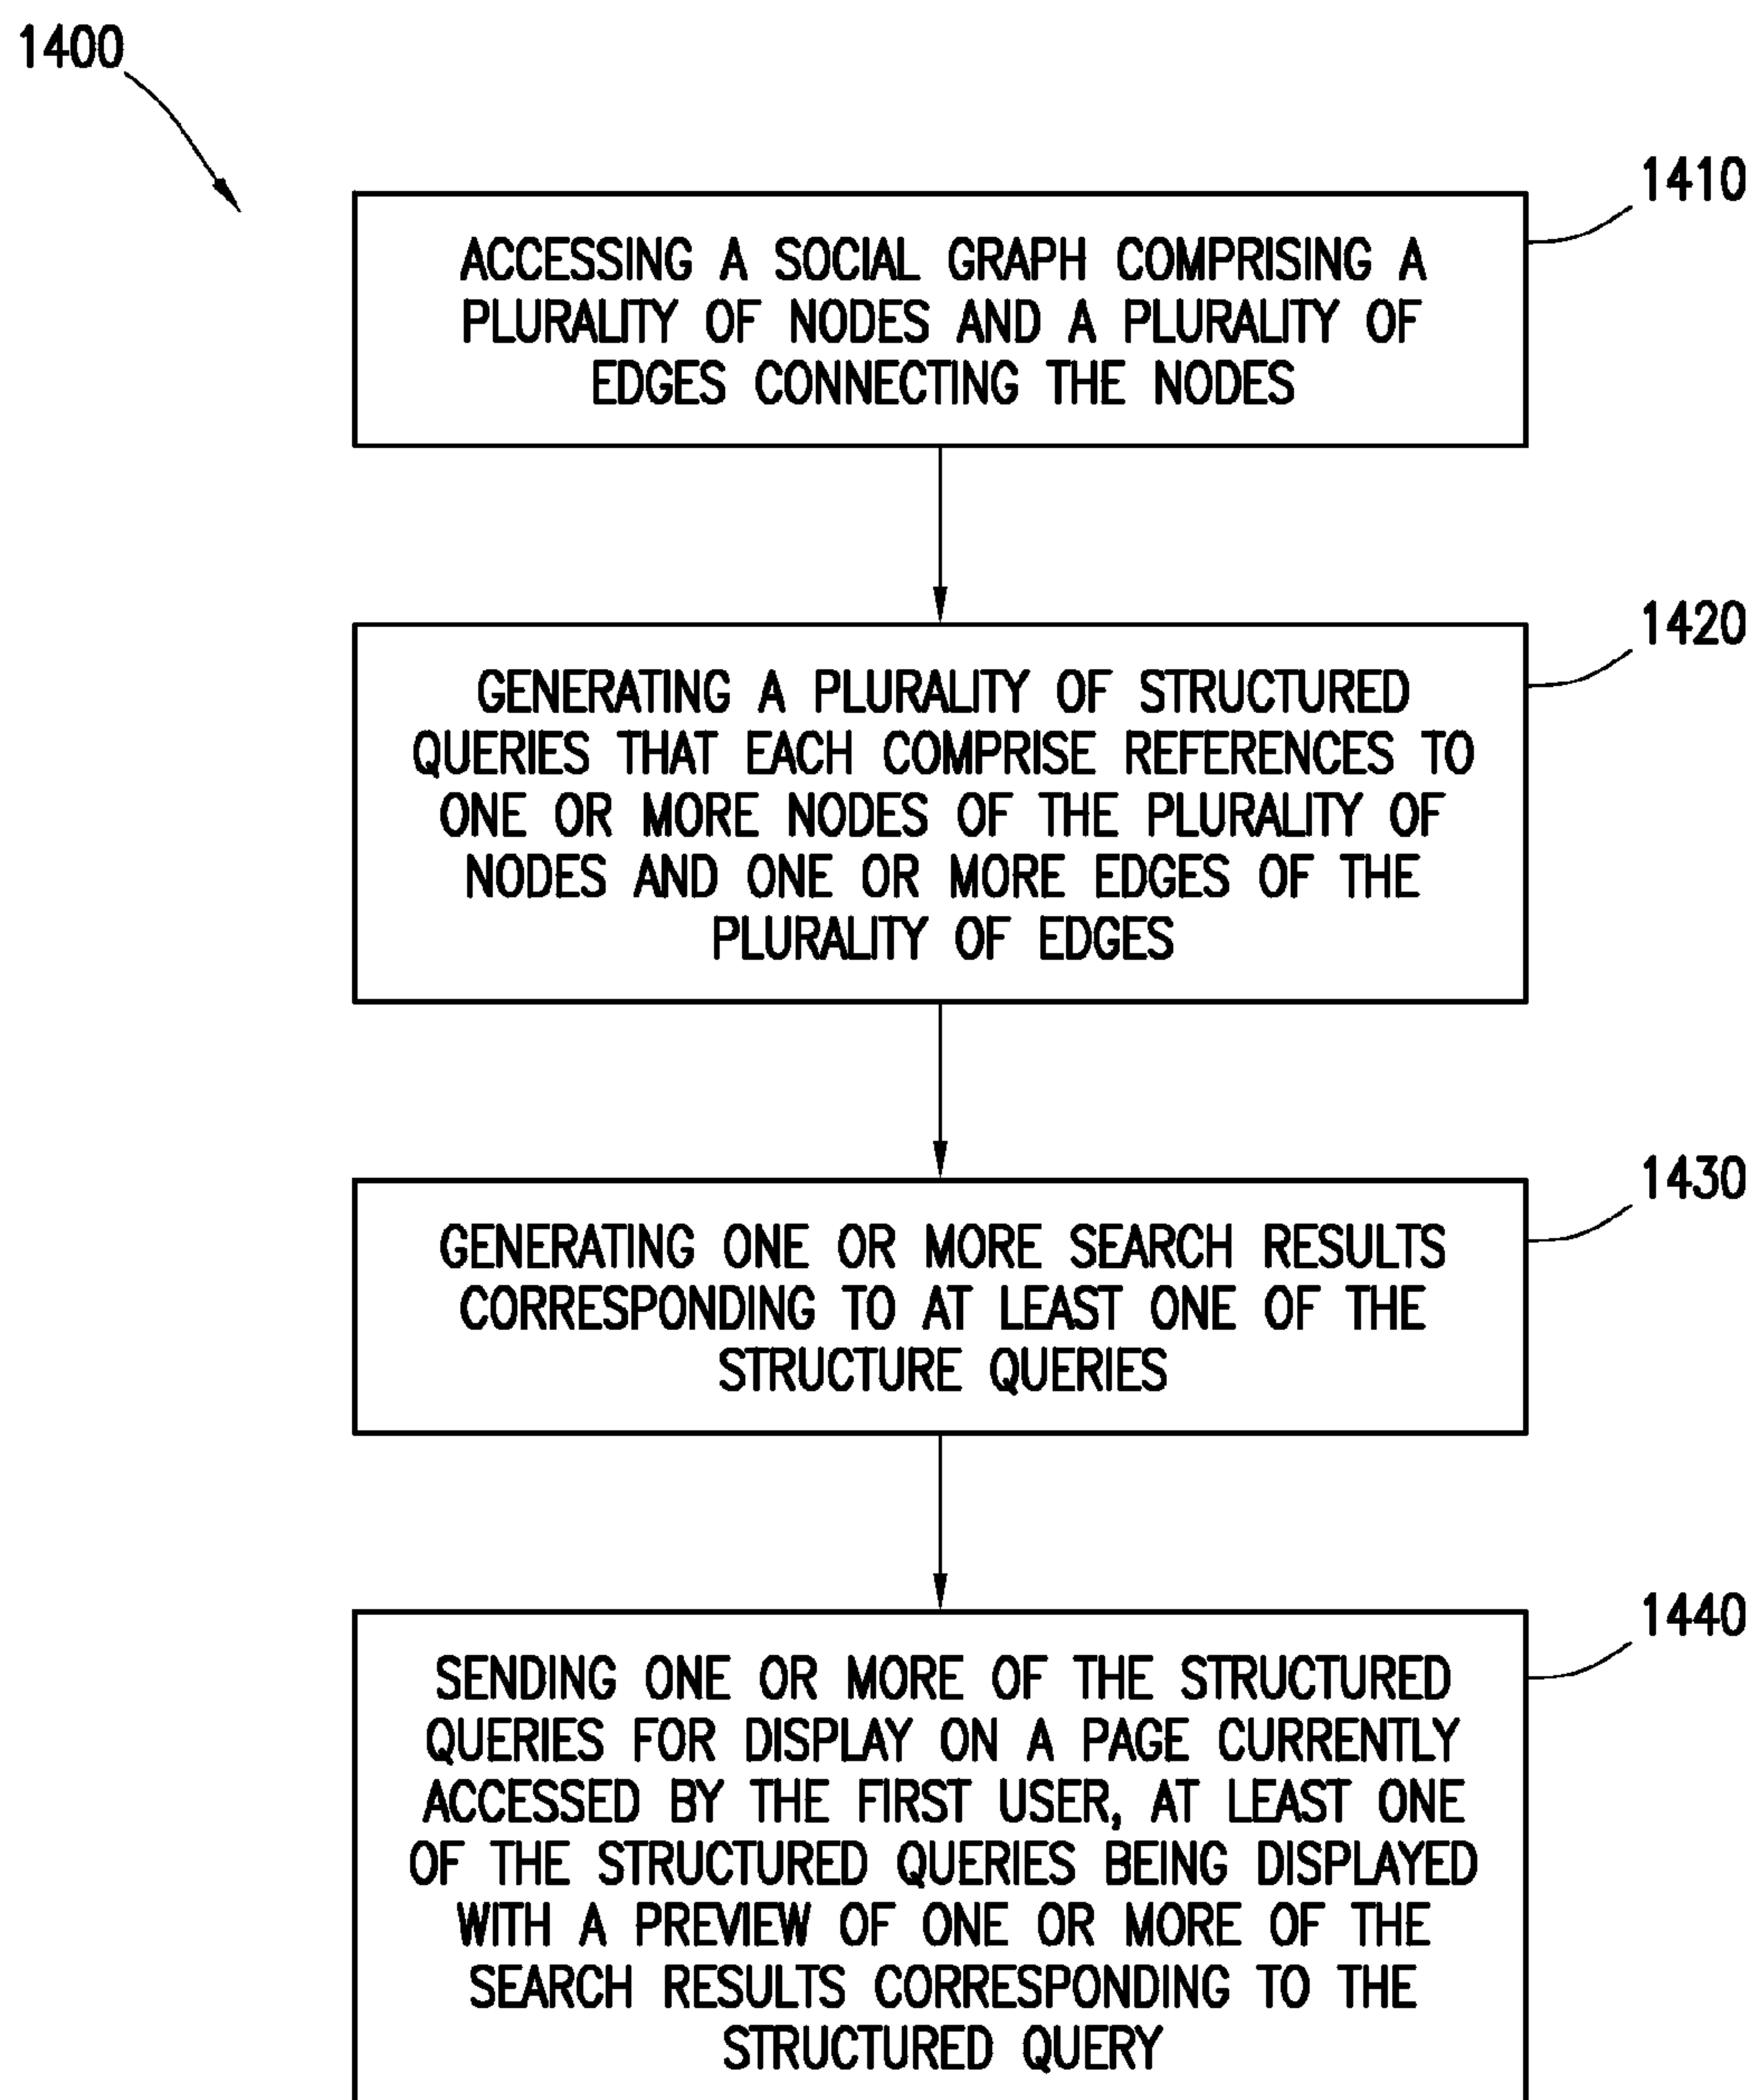 1400
1410
ACCESSING A SOCIAL GRAPH COMPRISING A
PLURALITY OF NODES AND A PLURALITY OF
EDGES CONNECTING THE NODES
1420
GENERATING A PLURALITY OF STRUCTURED
QUERIES THAT EACH COMPRISE REFERENCES TO
ONE OR MORE NODES OF THE PLURALITY OF
NODES AND ONE OR MORE EDGES OF THE
PLURALITY OF EDGES
1430
GENERATING ONE OR MORE SEARCH RESULTS
CORRESPONDING TO AT LEAST ONE OF THE
STRUCTURE QUERIES
1440
SENDING ONE OR MORE OF THE STRUCTURED
QUERIES FOR DISPLAY ON A PAGE CURRENTLY
ACCESSED BY THE FIRST USER, AT LEAST ONE
OF THE STRUCTURED QUERIES BEING DISPLAYED
WITH A PREVIEW OF ONE OR MORE OF THE
SEARCH RESULTS CORRESPONDING TO THE
STRUCTURED QUERY